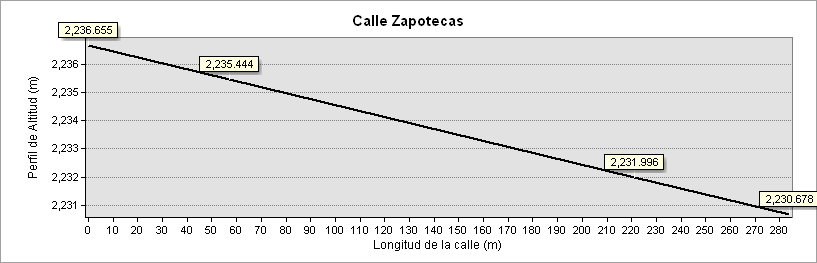 Calle Zapotecas
2,236.655
2,235.444
2,231.996
2,230.678
Perfil de Altitud (m)
2,236
2,235
2,234
2,233
2,232
2,231
0 10 20 30 40 50 60 70 80 90 100 110 120 130 140 150 160 170 180 190 200 210 220 230 240 250 260 270 280
Longitud de la calle (m)